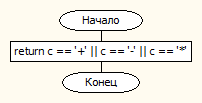 Начало
return c == '+' || c == '-' || c == '*'
Конец